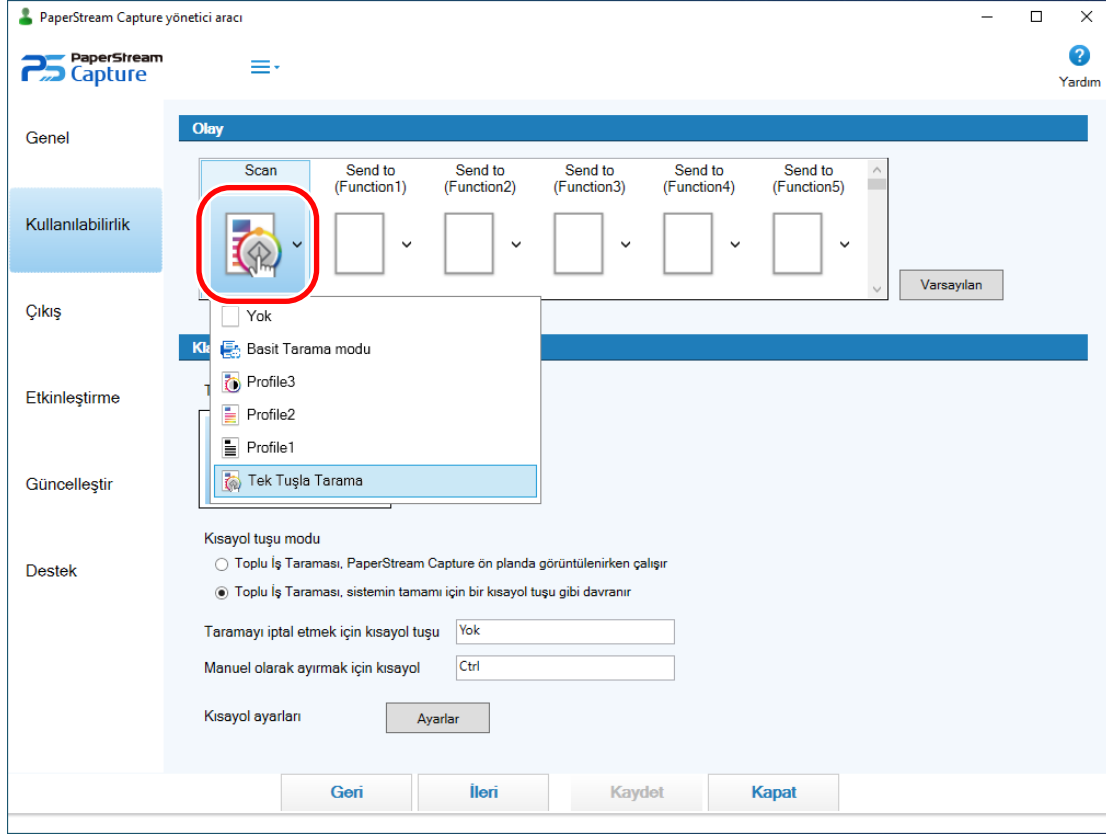 PaperStream Capture yönetici aracı
PS PaperStream
Capture
Yardım
Genel
Kullanılabilirlik
Çıkış
Etkinleştirme
Güncelleştir
Destek
Olay
Scan
Send to
(Function1)
Send to
(Function2)
Send to
(Function3)
Send to
(Function4)
Send to
(Function5)
Varsayılan
Yok
Basit Tarama modu
Profile3
Profile2
Profile1
Tek Tuşla Tarama
Kısayol tuşu modu
Toplu İş Taraması, PaperStream Capture ön planda görüntülenirken çalışır
Toplu İş Taraması, sistemin tamamı için bir kısayol tuşu gibi davranır
Taramayı iptal etmek için kısayol tuşu
Yok
Manuel olarak ayırmak için kısayol
Ctrl
Kısayol ayarları
Ayarlar
Geri
İleri
Kaydet
Kapat